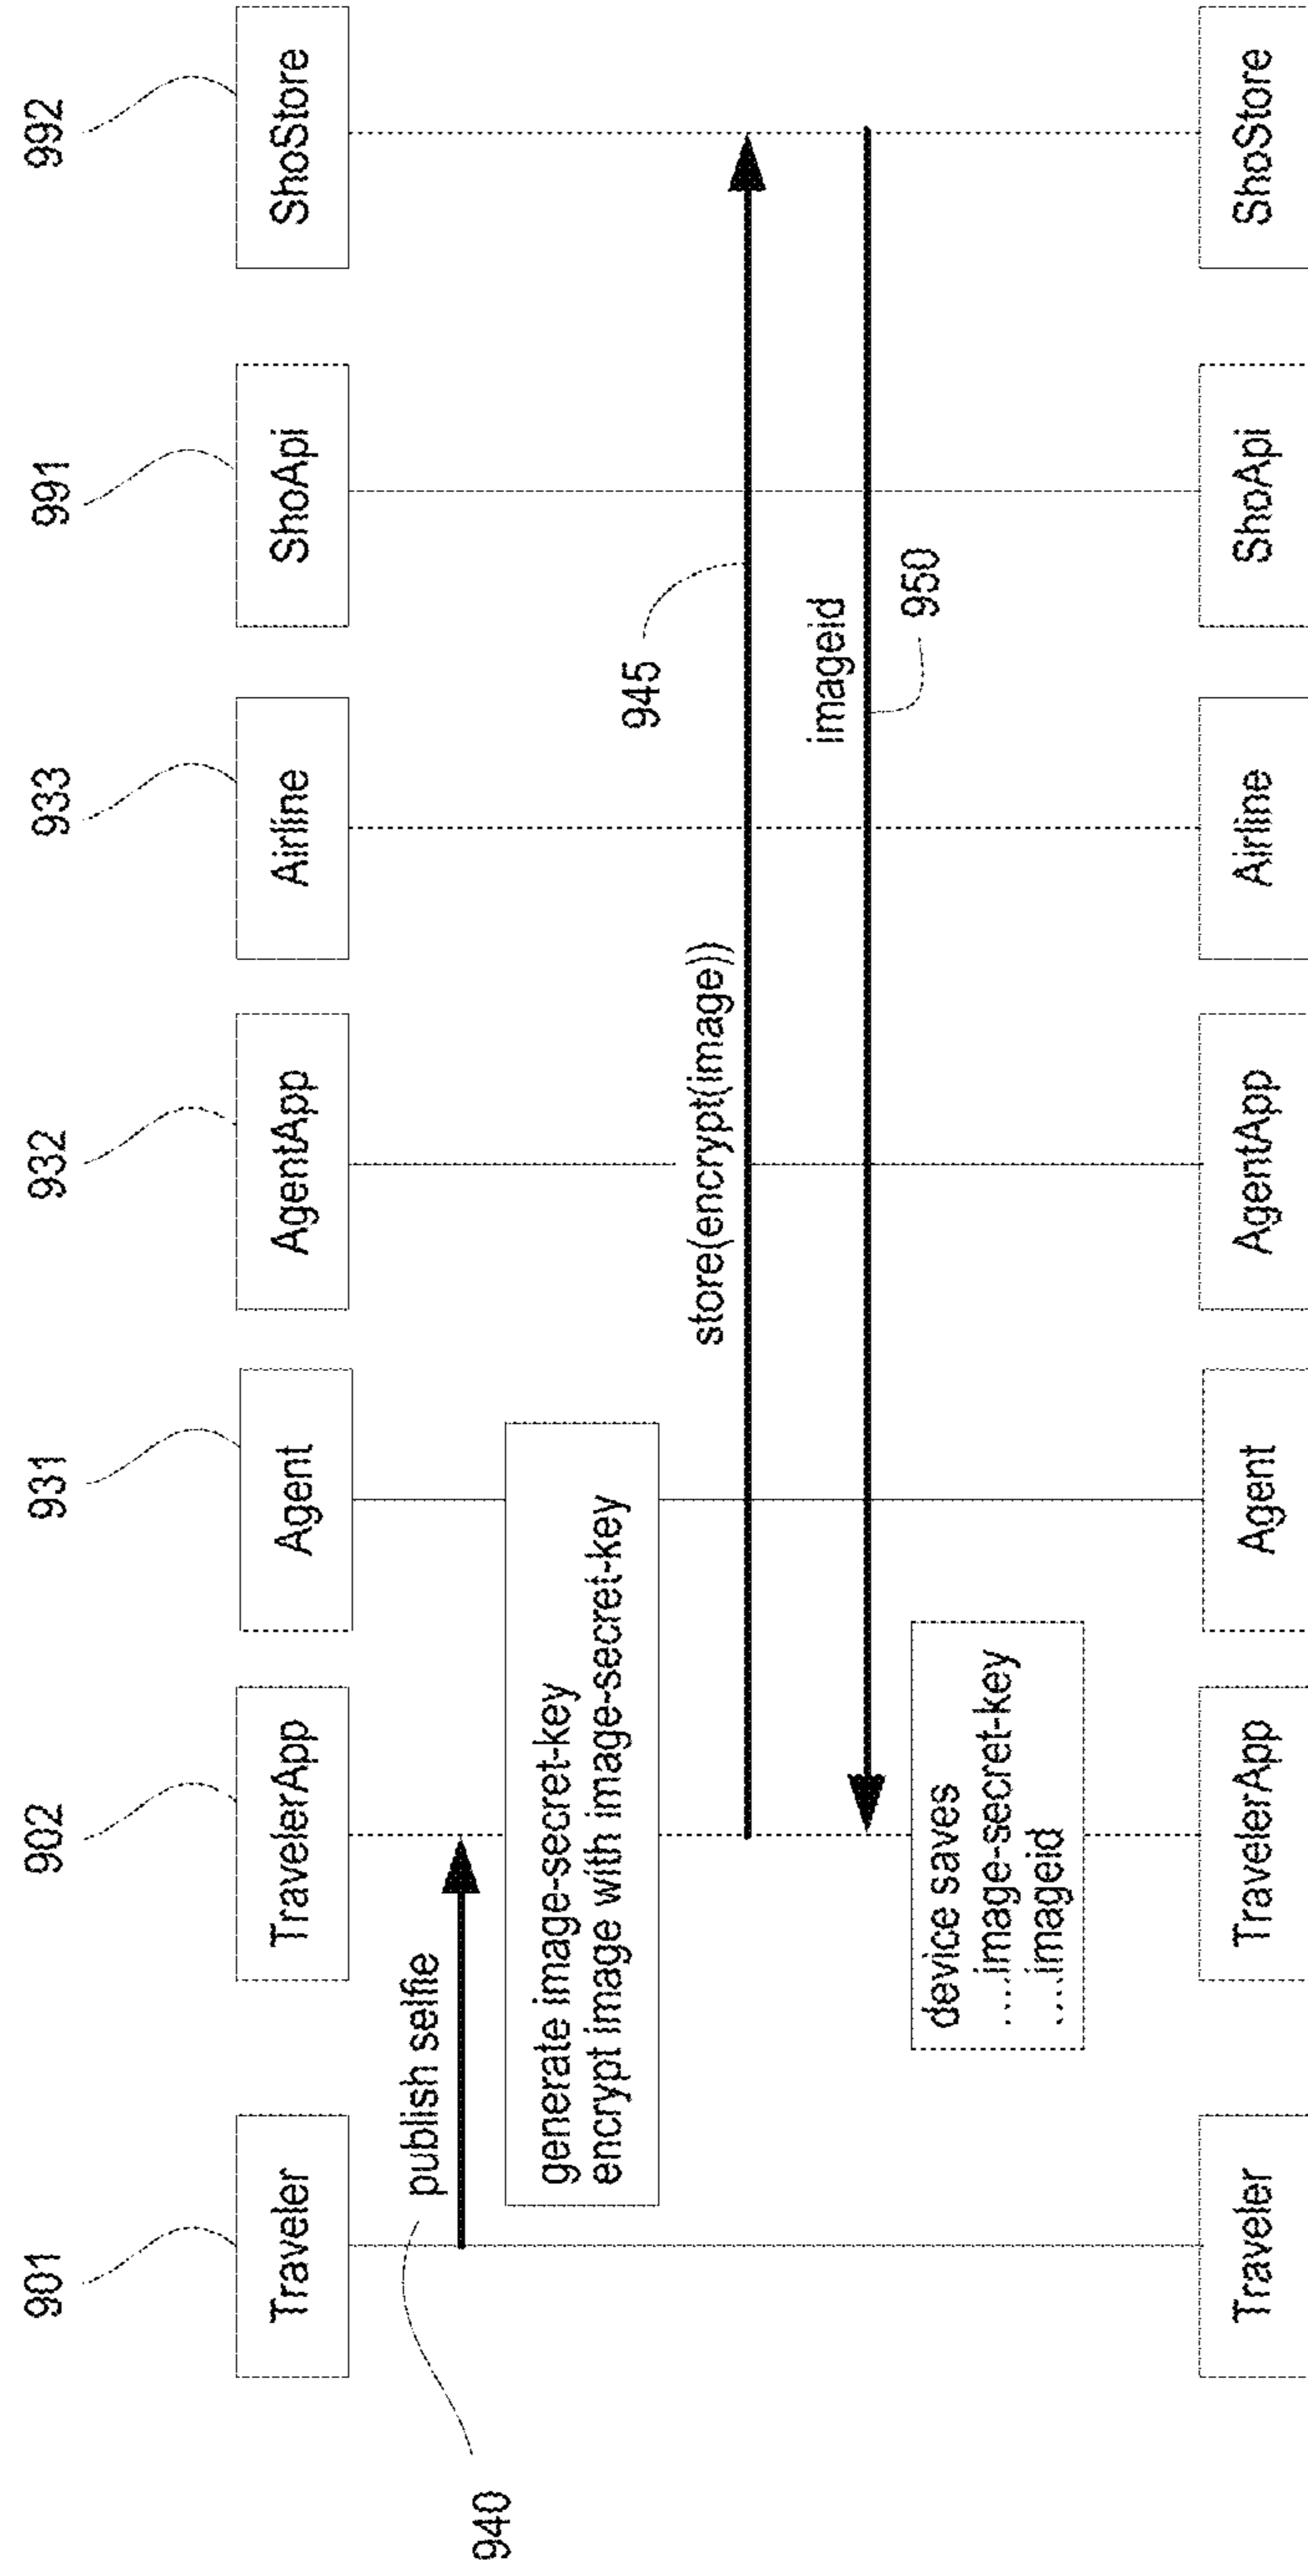 901
902
931
932
933
991
992
Traveler
TravelerApp
Agent
AgentApp
Airline
ShoApi
ShoStore
940
publish selfie
generate image-secret-key
encrypt image with image-secret-key
945
store(encrypt(image))
imageid
950
device saves
....image-secret-key
....imageid
Traveler
TravelerApp
Agent
AgentApp
Airline
ShoApi
ShoStore